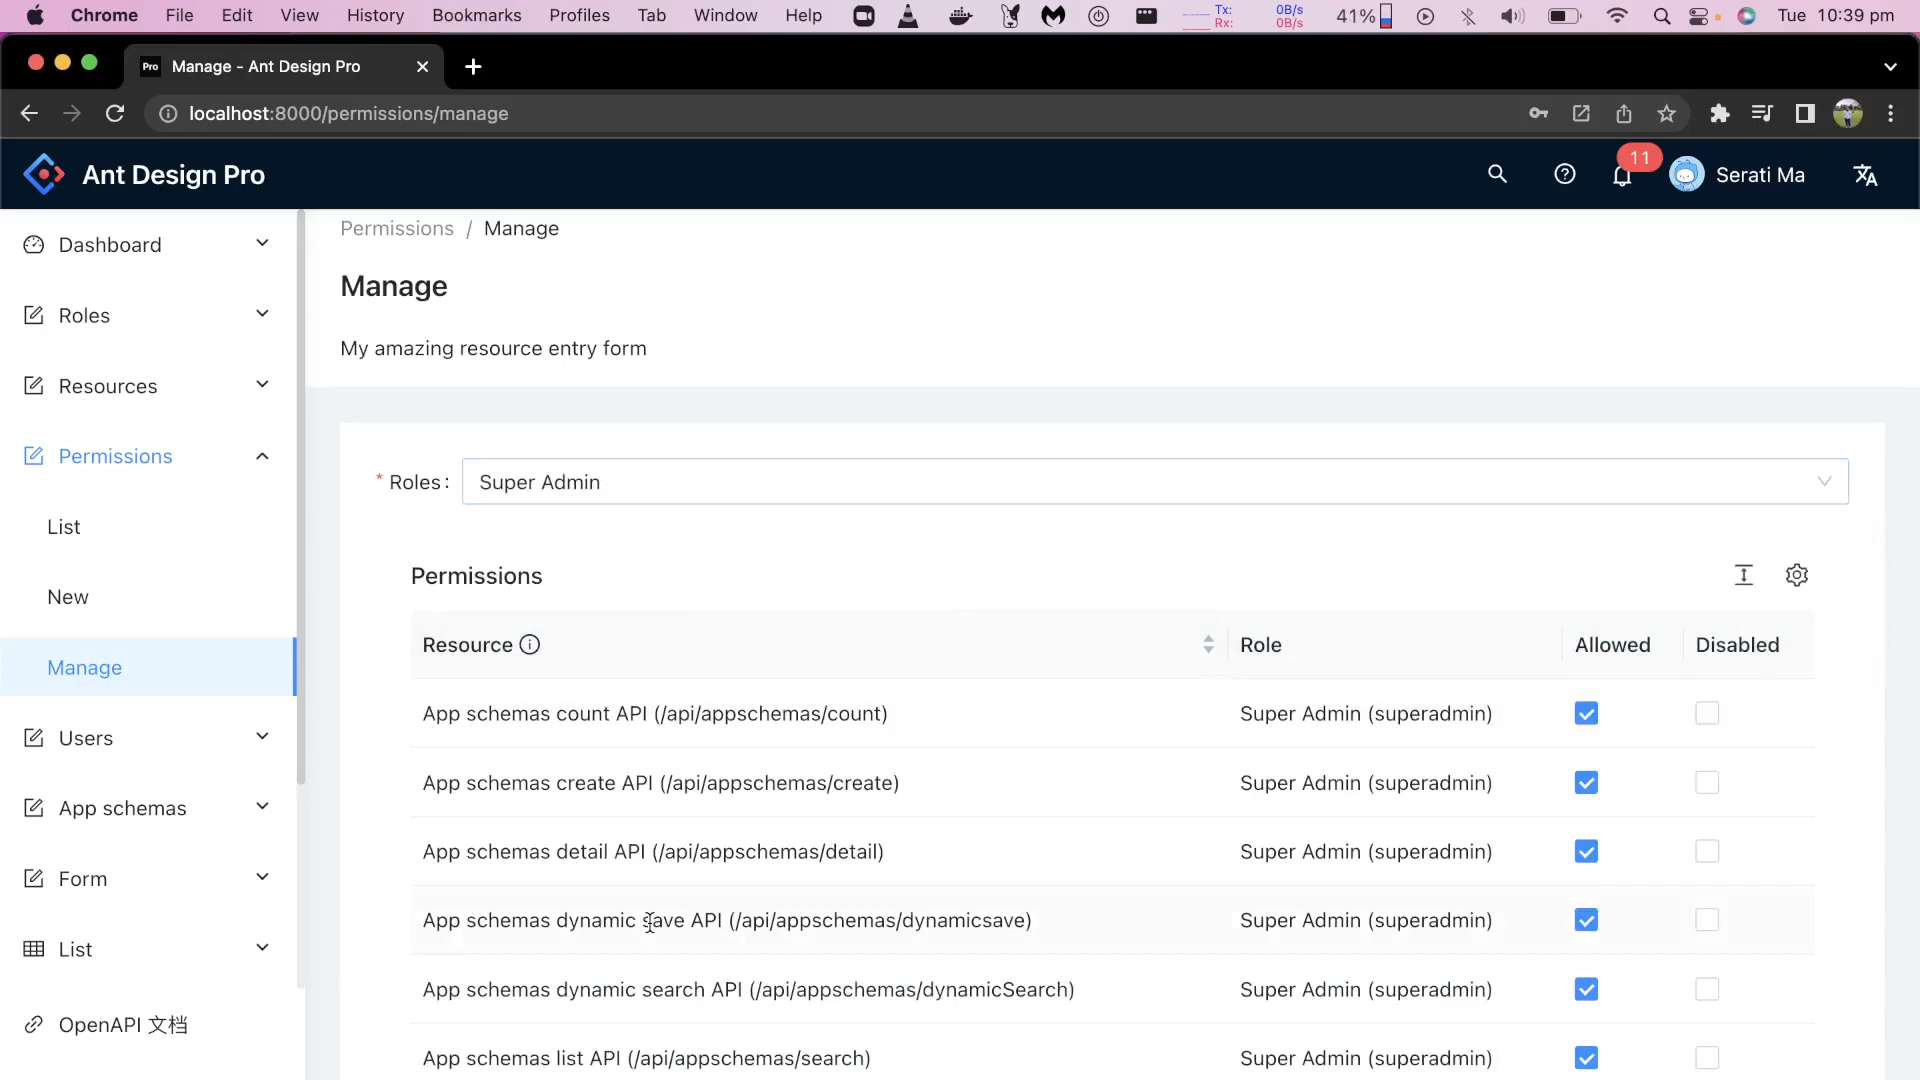 Chrome File Edit View History Bookmarks Profiles Tab Window Help Tx: 0B/s Rx: 0B/s 41% Tue 10:39 pm
Pro Manage - Ant Design Pro
localhost:8000/permissions/manage
Ant Design Pro 11 Serati Ma
Dashboard
Roles
Resources
Permissions
List
New
Manage
Users
App schemas
Form
List
OpenAPI 文档
Permissions / Manage
Manage
My amazing resource entry form
* Roles: Super Admin
Permissions
Resource Role Allowed Disabled
App schemas count API (/api/appschemas/count) Super Admin (superadmin)
App schemas create API (/api/appschemas/create) Super Admin (superadmin)
App schemas detail API (/api/appschemas/detail) Super Admin (superadmin)
App schemas dynamic save API (/api/appschemas/dynamicsave) Super Admin (superadmin)
App schemas dynamic search API (/api/appschemas/dynamicSearch) Super Admin (superadmin)
App schemas list API (/api/appschemas/search) Super Admin (superadmin)